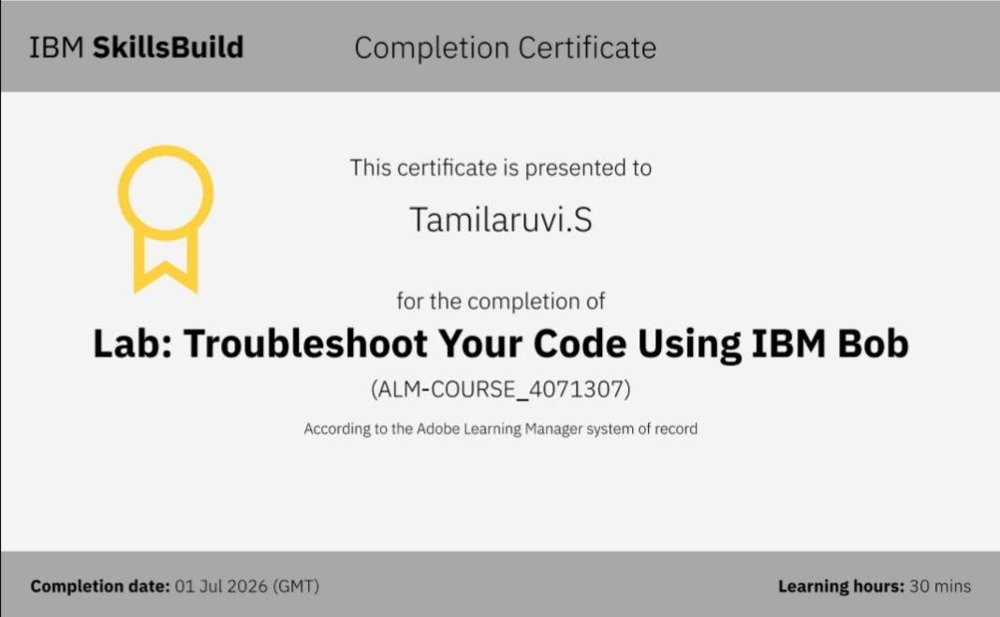 IBM SkillsBuild
Completion Certificate
This certificate is presented to
Tamilaruvi.S
for the completion of
Lab: Troubleshoot Your Code Using IBM Bob
(ALM-COURSE_4071307)
According to the Adobe Learning Manager system of record
Completion date: 01 Jul 2026 (GMT)
Learning hours: 30 mins